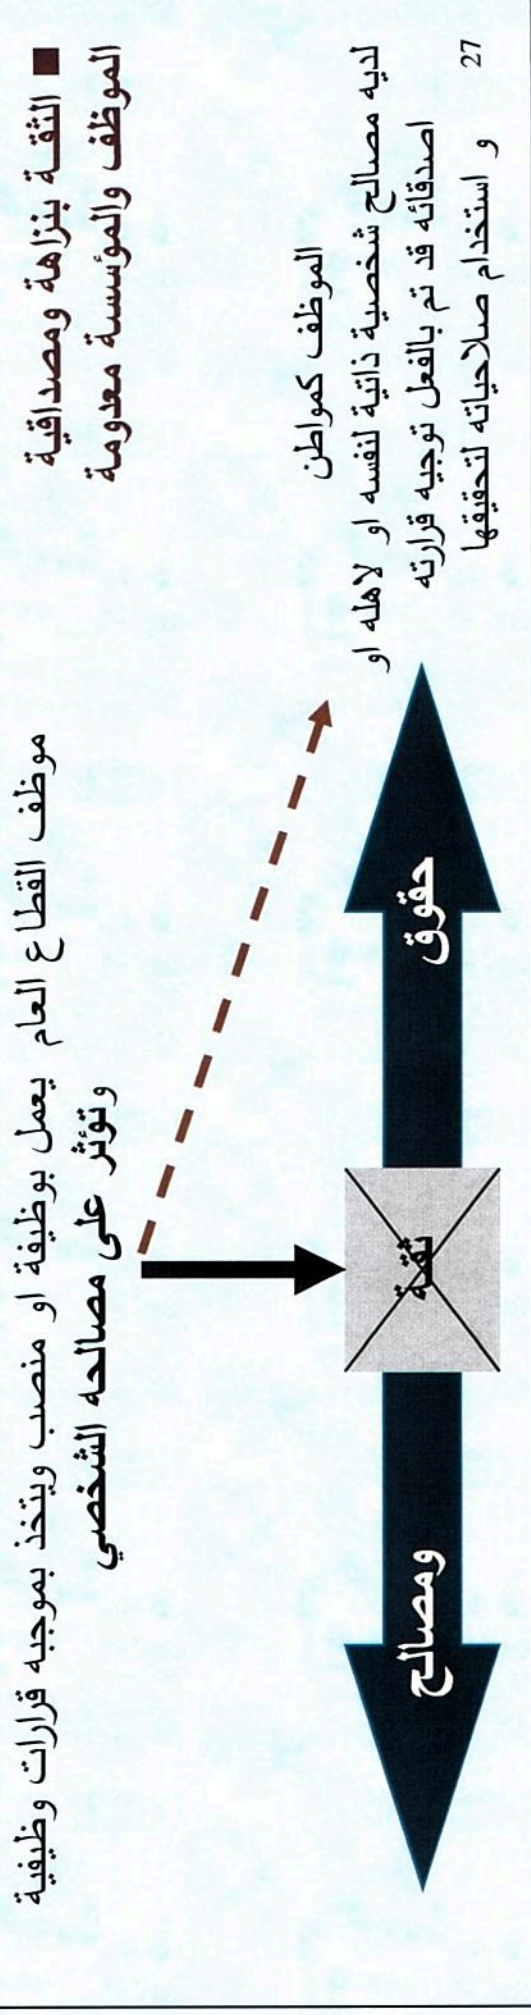 ■ الثقة بنزاهة ومصداقية
الموظف والمؤسسة معدومة
موظف القطاع العام يعمل بوظيفة او منصب ويتخذ بموجبه قرارات وظيفية
وتؤثر على مصالحه الشخصي
الموظف كمواطن
لديه مصالح شخصية ذاتية لنفسه او لاهله او
اصدقائه قد تم بالفعل توجيه قرارته
و استخدام صلاحياته لتحقيقها
حقوق
ثقة
ومصالح
27